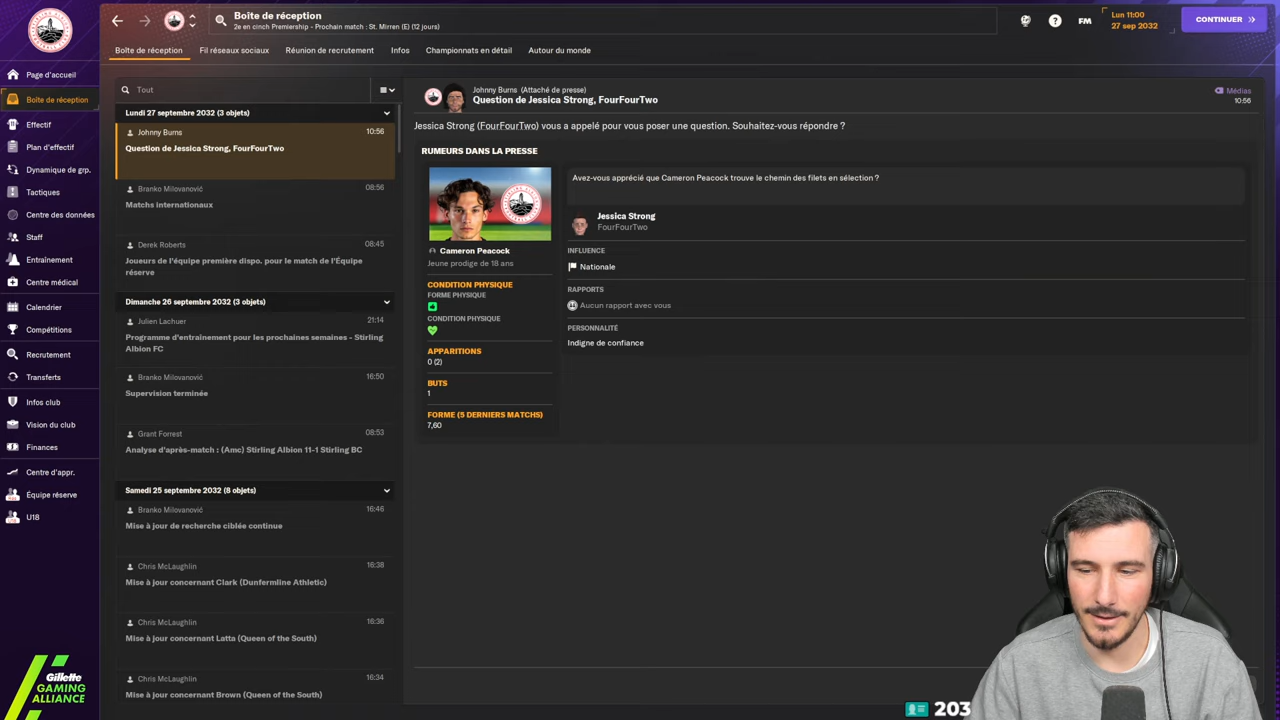 Boîte de réception
2e en cinch Premiership - Prochain match : St. Mirren (E) (12 jours)
FM
Lun 11:00
27 sep 2032
CONTINUER
Boîte de réception
Fil réseaux sociaux
Réunion de recrutement
Infos
Championnats en détail
Autour du monde
Page d'accueil
Boîte de réception
Effectif
Plan d'effectif
Dynamique de grp.
Tactiques
Centre des données
Staff
Entraînement
Centre médical
Calendrier
Compétitions
Recrutement
Transferts
Infos club
Vision du club
Finances
Centre d'appr.
Équipe réserve
U18
Gillette
GAMING
ALLIANCE
Tout
Lundi 27 septembre 2032 (3 objets)
Johnny Burns 10:56
Question de Jessica Strong, FourFourTwo
Branko Milovanović 08:56
Matchs internationaux
Derek Roberts 08:45
Joueurs de l'équipe première dispo. pour le match de l'Équipe
réserve
Dimanche 26 septembre 2032 (3 objets)
Julien Lachuer 21:14
Programme d'entraînement pour les prochaines semaines - Stirling
Albion FC
Branko Milovanović 16:50
Supervision terminée
Grant Forrest 08:53
Analyse d'après-match : (Amc) Stirling Albion 11-1 Stirling BC
Samedi 25 septembre 2032 (8 objets)
Branko Milovanović 16:46
Mise à jour de recherche ciblée continue
Chris McLaughlin 16:38
Mise à jour concernant Clark (Dunfermline Athletic)
Chris McLaughlin 16:36
Mise à jour concernant Latta (Queen of the South)
Chris McLaughlin 16:34
Mise à jour concernant Brown (Queen of the South)
Johnny Burns (Attaché de presse)
Question de Jessica Strong, FourFourTwo
Médias
10:56
Jessica Strong (FourFourTwo) vous a appelé pour vous poser une question. Souhaitez-vous répondre ?
RUMEURS DANS LA PRESSE
Cameron Peacock
Jeune prodige de 18 ans
CONDITION PHYSIQUE
FORME PHYSIQUE
CONDITION PHYSIQUE
APPARITIONS
0 (2)
BUTS
1
FORME (5 DERNIERS MATCHS)
7,60
Avez-vous apprécié que Cameron Peacock trouve le chemin des filets en sélection ?
Jessica Strong
FourFourTwo
INFLUENCE
Nationale
RAPPORTS
Aucun rapport avec vous
PERSONNALITÉ
Indigne de confiance
203